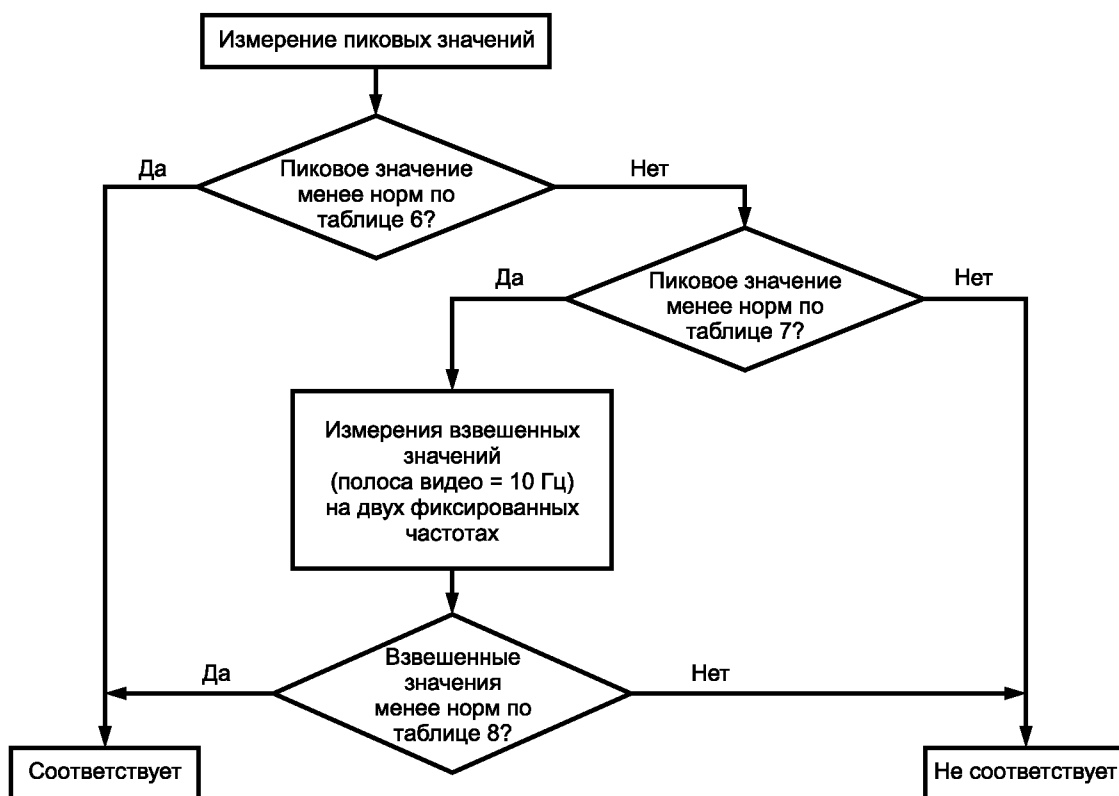 Измерение пиковых значений
Да
Пиковое значение
менее норм по
таблице 6?
Нет
Да
Пиковое значение
менее норм по
таблице 7?
Нет
Измерения взвешенных
значений
(полоса видео = 10 Гц)
на двух фиксированных
частотах
Да
Взвешенные
значения
менее норм по
таблице 8?
Нет
Соответствует
Не соответствует